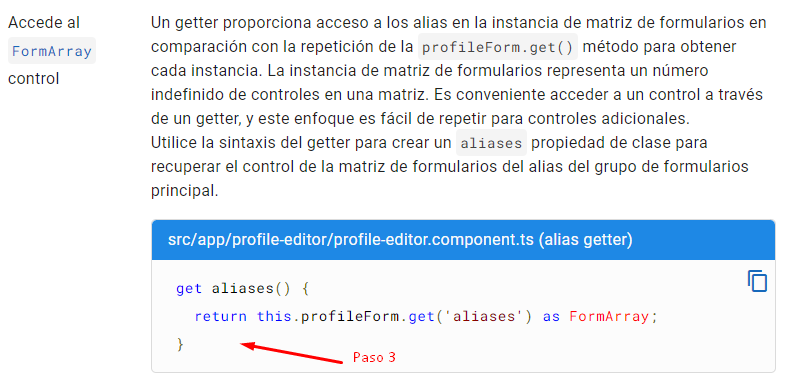 Accede al
FormArray
control
Un getter proporciona acceso a los alias en la instancia de matriz de formularios en
comparación con la repetición de la profileForm.get() método para obtener
cada instancia. La instancia de matriz de formularios representa un número
indefinido de controles en una matriz. Es conveniente acceder a un control a través
de un getter, y este enfoque es fácil de repetir para controles adicionales.
Utilice la sintaxis del getter para crear un aliases propiedad de clase para
recuperar el control de la matriz de formularios del alias del grupo de formularios
principal.
src/app/profile-editor/profile-editor.component.ts (alias getter)
get aliases() {
  return this.profileForm.get('aliases') as FormArray;
}
Paso 3